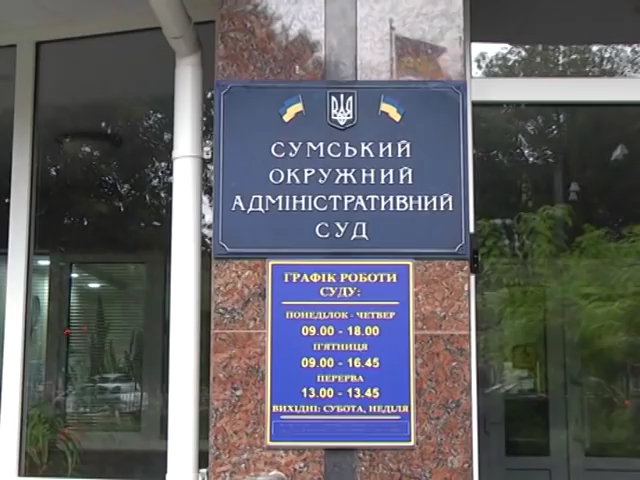 СУМСЬКИЙ
ОКРУЖНИЙ
АДМІНІСТРАТИВНИЙ
СУД
ГРАФІК РОБОТИ
СУДУ:
ПОНЕДІЛОК - ЧЕТВЕР
09.00 - 18.00
П'ЯТНИЦЯ
09.00 - 16.45
ПЕРЕРВА
13.00 - 13.45
ВИХІДНІ: СУБОТА, НЕДІЛЯ